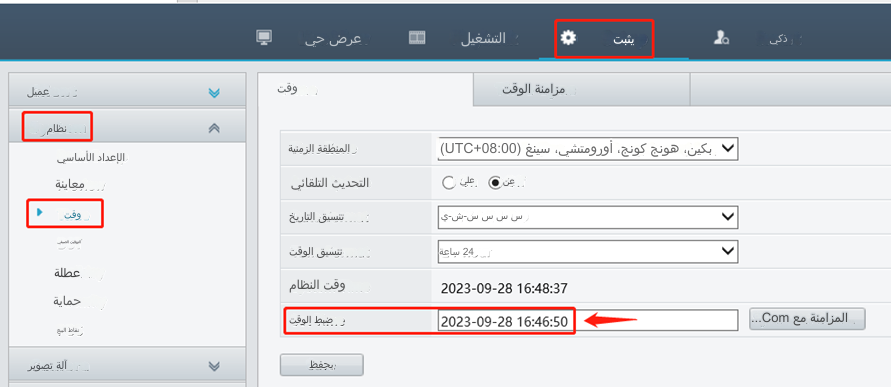 عرض حي
التشغيل
يثبت
ذكي
عميل
نظام
الإعداد الأساسي
معاينة
وقت
عطلة
حماية
آلة تصوير
وقت
مزامنة الوقت
المنطقة الزمنية
(UTC+08:00) بكين، هونج كونج، أورومتشي، سينغ
التحديث التلقائي
علي
عن
تنسيق التاريخ
س س س س-ش-ي
تنسيق الوقت
24 ساعة
وقت النظام
2023-09-28 16:48:37
ضبط الوقت
2023-09-28 16:46:50
المزامنة مع Com...
يحفظ